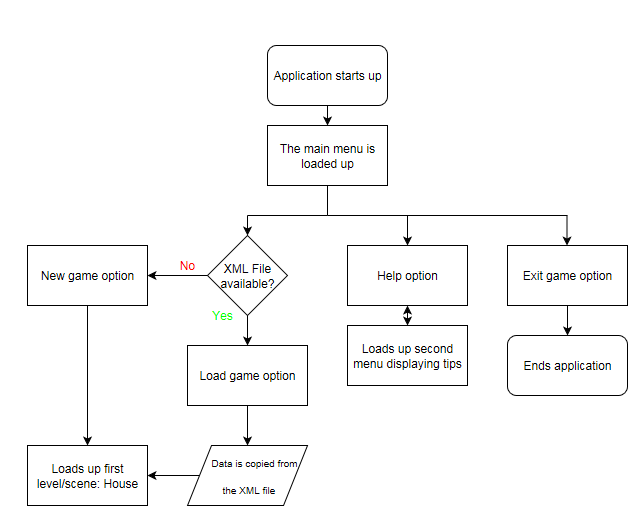 Application starts up
The main menu is
loaded up
New game option
No
XML File
available?
Help option
Exit game option
Yes
Load game option
Loads up second
menu displaying tips
Ends application
Loads up first
level/scene: House
Data is copied from
the XML file